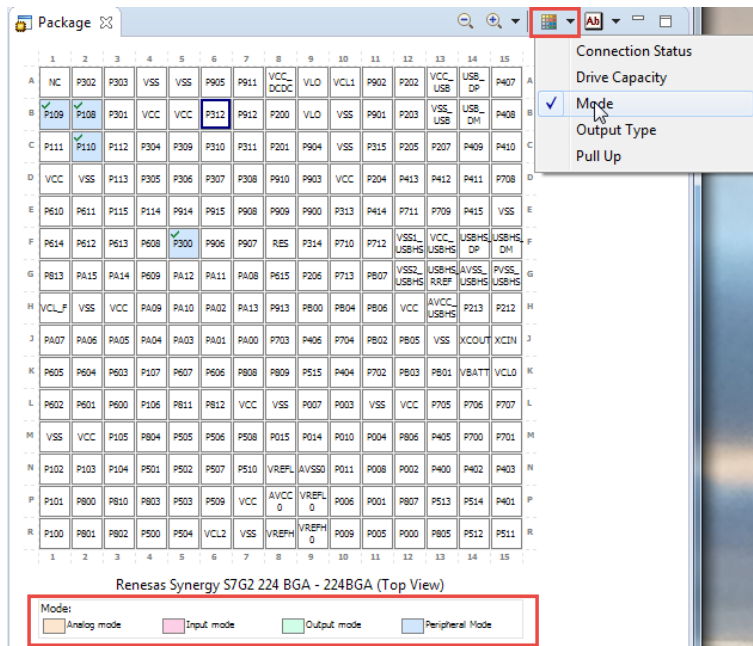 Package
Ab
Connection Status
Drive Capacity
Mode
Output Type
Pull Up
1 2 3 4 5 6 7 8 9 10 11 12 13 14 15
A NC P302 P303 VSS VSS P905 P911 VCC_DCDC VLO VCL1 P902 P202 VCC_USB USB_DP P407 A
B P109 P108 P301 VCC VCC P312 P912 P200 VLO VSS P901 P203 VSS_USB USB_DM P408 B
C P111 P110 P112 P304 P309 P310 P311 P201 P904 VSS P315 P205 P207 P409 P410 C
D VCC VSS P113 P305 P306 P307 P308 P910 P903 VCC P204 P413 P412 P411 P708 D
E P610 P611 P115 P114 P914 P915 P908 P909 P900 P313 P414 P711 P709 P415 VSS E
F P614 P612 P613 P608 P300 P906 P907 RES P314 P710 P712 VSS1_USBHS VCC_USBHS USBHS_DP USBHS_DM F
G P813 PA15 PA14 P609 PA12 PA11 PA08 P615 P206 P713 PB07 VSS2_USBHS USBHS_RREF AVSS_USBHS PVSS_USBHS G
H VCL_F VSS VCC PA09 PA10 PA02 PA13 P913 PB00 PB04 PB06 VCC AVCC_USBHS P213 P212 H
J PA07 PA06 PA05 PA04 PA03 PA01 PA00 P703 P406 P704 PB02 PB05 VSS XCOUT XCIN J
K P605 P604 P603 P107 P607 P606 P808 P809 P515 P404 P702 PB03 PB01 VBATT VCL0 K
L P602 P601 P600 P106 P811 P812 VCC VSS P007 P003 VSS VCC P705 P706 P707 L
M VSS VCC P105 P804 P505 P506 P508 P015 P014 P010 P004 P806 P405 P700 P701 M
N P102 P103 P104 P501 P502 P507 P510 VREFL AVSS0 P011 P008 P002 P400 P402 P403 N
P P101 P800 P810 P803 P503 P509 VCC AVCC0 VREFL0 P006 P001 P807 P513 P514 P401 P
R P100 P801 P802 P500 P504 VCL2 VSS VREFH VREFH0 P009 P005 P000 P805 P512 P511 R
1 2 3 4 5 6 7 8 9 10 11 12 13 14 15
Renesas Synergy S7G2 224 BGA - 224BGA (Top View)
Mode:
Analog mode Input mode Output mode Peripheral Mode